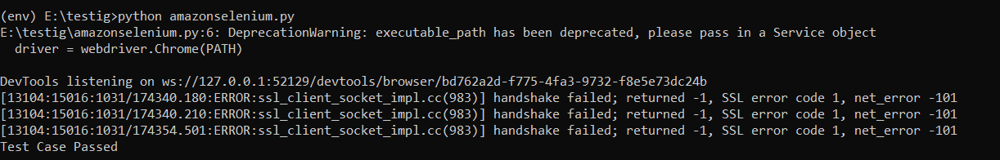 (env) E:\testig>python amazonselenium.py
E:\testig\amazonselenium.py:6: DeprecationWarning: executable_path has been deprecated, please pass in a Service object
  driver = webdriver.Chrome(PATH)
DevTools listening on ws://127.0.0.1:52129/devtools/browser/bd762a2d-f775-4fa3-9732-f8e5e73dc24b
[13104:15016:1031/174340.180:ERROR:ssl_client_socket_impl.cc(983)] handshake failed; returned -1, SSL error code 1, net_error -101
[13104:15016:1031/174340.210:ERROR:ssl_client_socket_impl.cc(983)] handshake failed; returned -1, SSL error code 1, net_error -101
[13104:15016:1031/174354.501:ERROR:ssl_client_socket_impl.cc(983)] handshake failed; returned -1, SSL error code 1, net_error -101
Test Case Passed